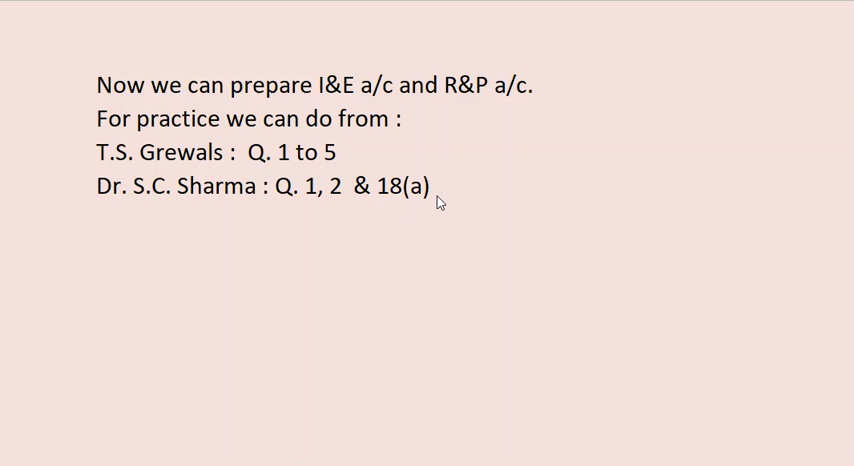 Now we can prepare I&E a/c and R&P a/c.
For practice we can do from :
T.S. Grewals :  Q. 1 to 5
Dr. S.C. Sharma : Q. 1, 2  & 18(a)